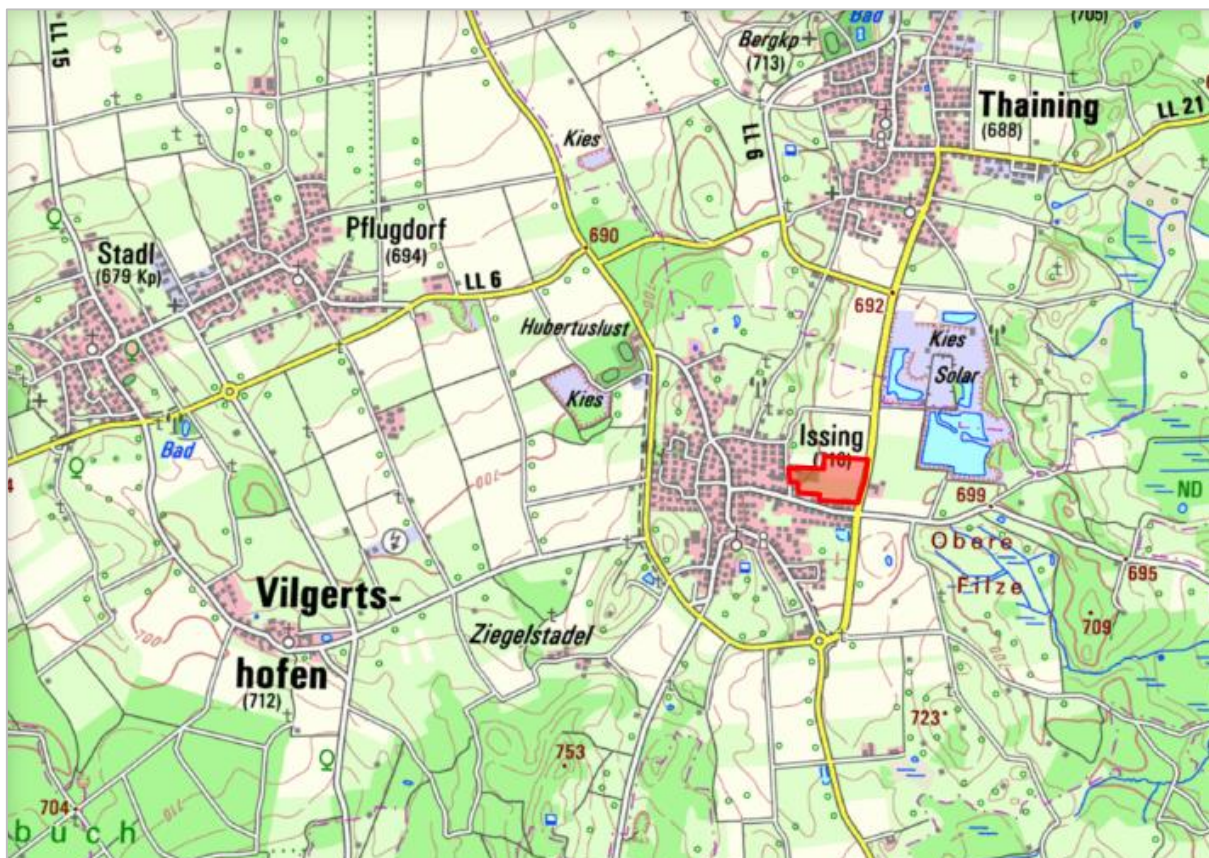 (705)
LL 15
Bad
Bergkp
(713)
Thaining
(688)
LL 21
LL 6
Kies
Pflugdorf
(694)
690
Stadl
(679 Kp)
LL 6
692
Hubertuslust
Kies
Solar
Kies
Issing
Bad
699
ND
Obere
Filze
695
Vilgerts-
hofen
(712)
Ziegelstadel
709
723
753
704
buch